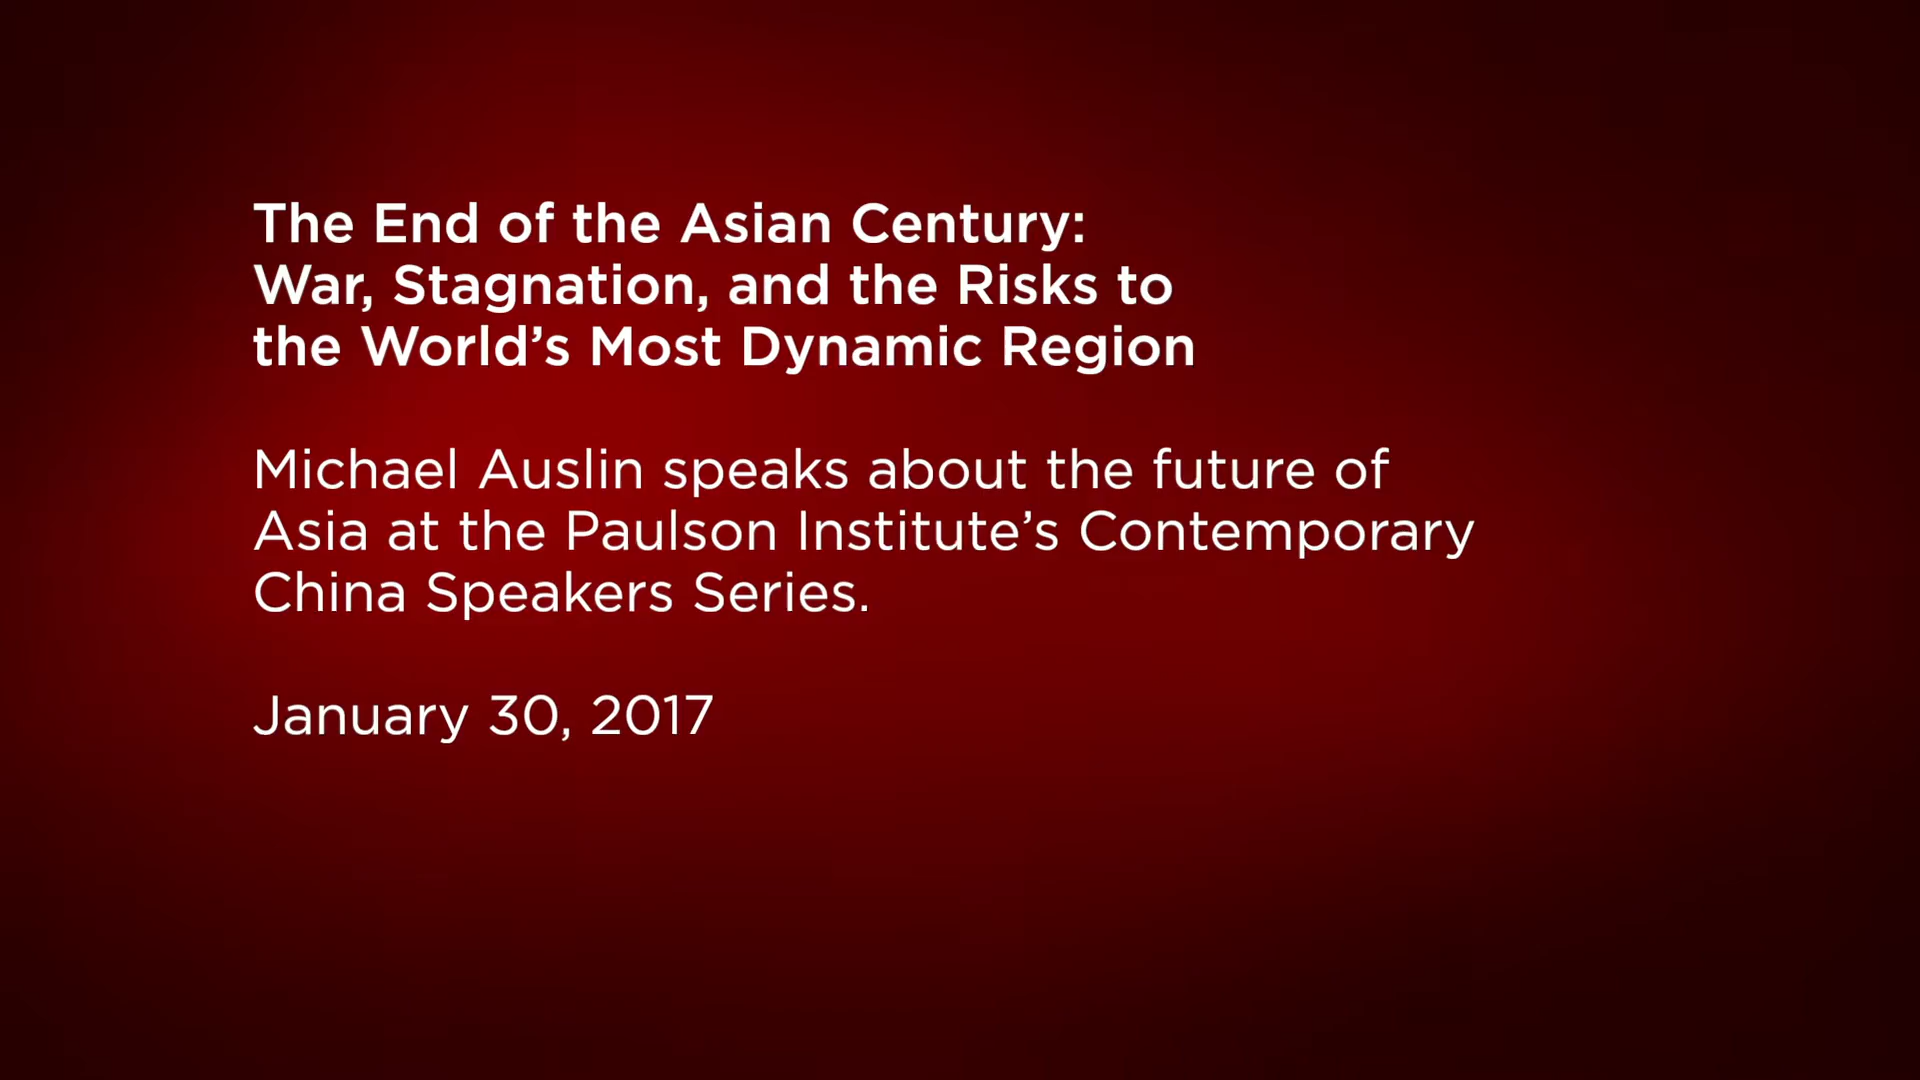 The End of the Asian Century:
War, Stagnation, and the Risks to
the World’s Most Dynamic Region
Michael Auslin speaks about the future of
Asia at the Paulson Institute’s Contemporary
China Speakers Series.
January 30, 2017